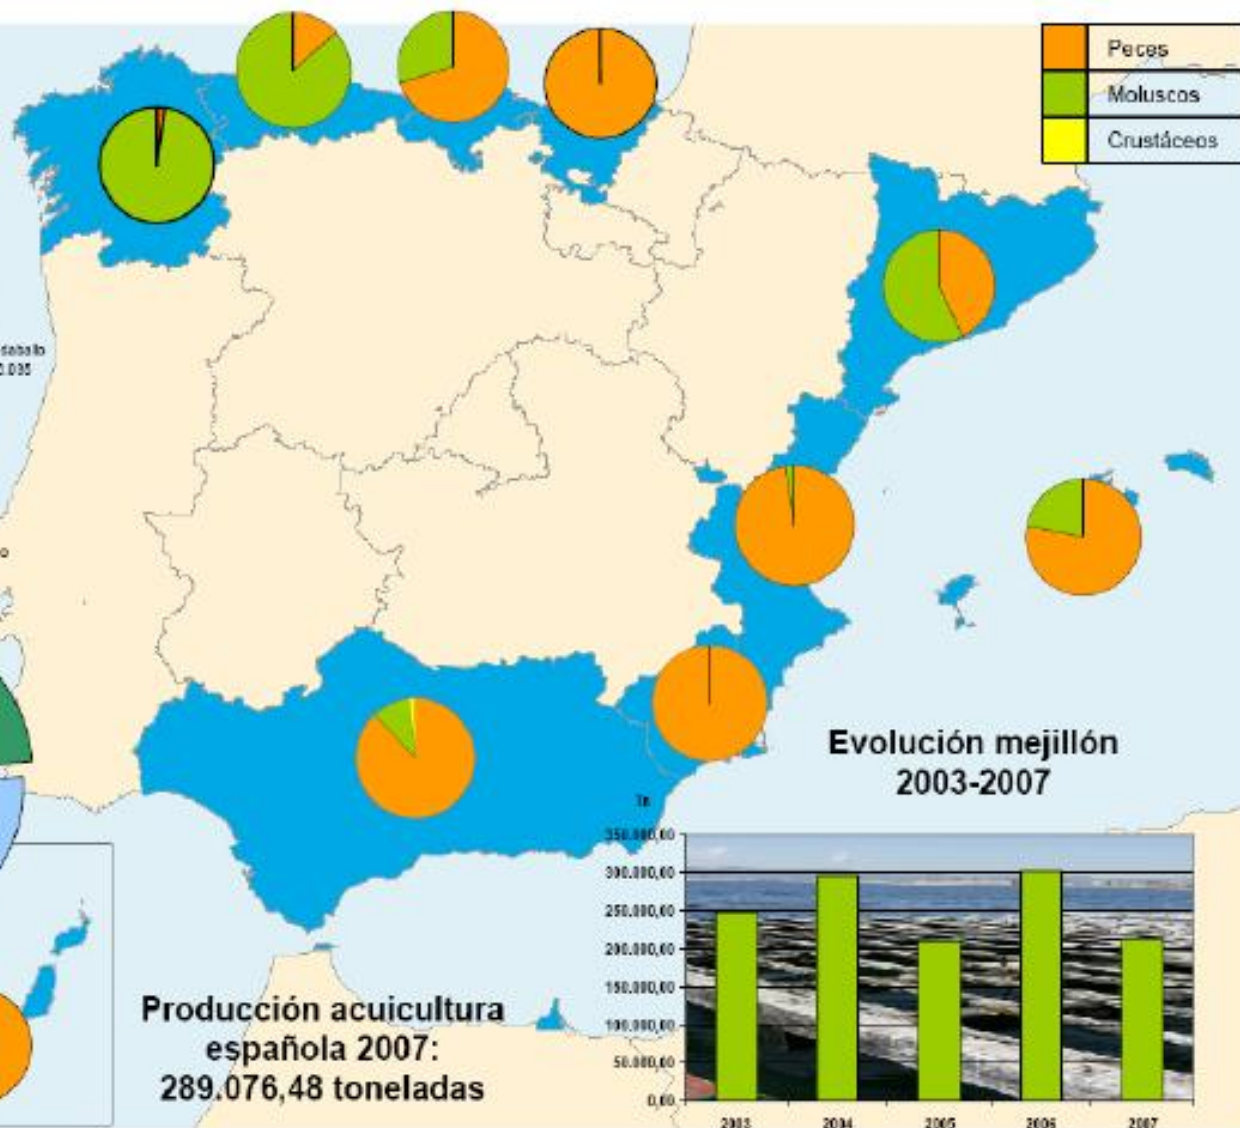 Peces
Moluscos
Crustáceos
Evolución mejillón
2003-2007
Tn
350.000,00
300.000,00
250.000,00
200.000,00
150.000,00
100.000,00
50.000,00
0,00
2003
2004
2005
2006
2007
Producción acuicultura
española 2007:
289.076,48 toneladas